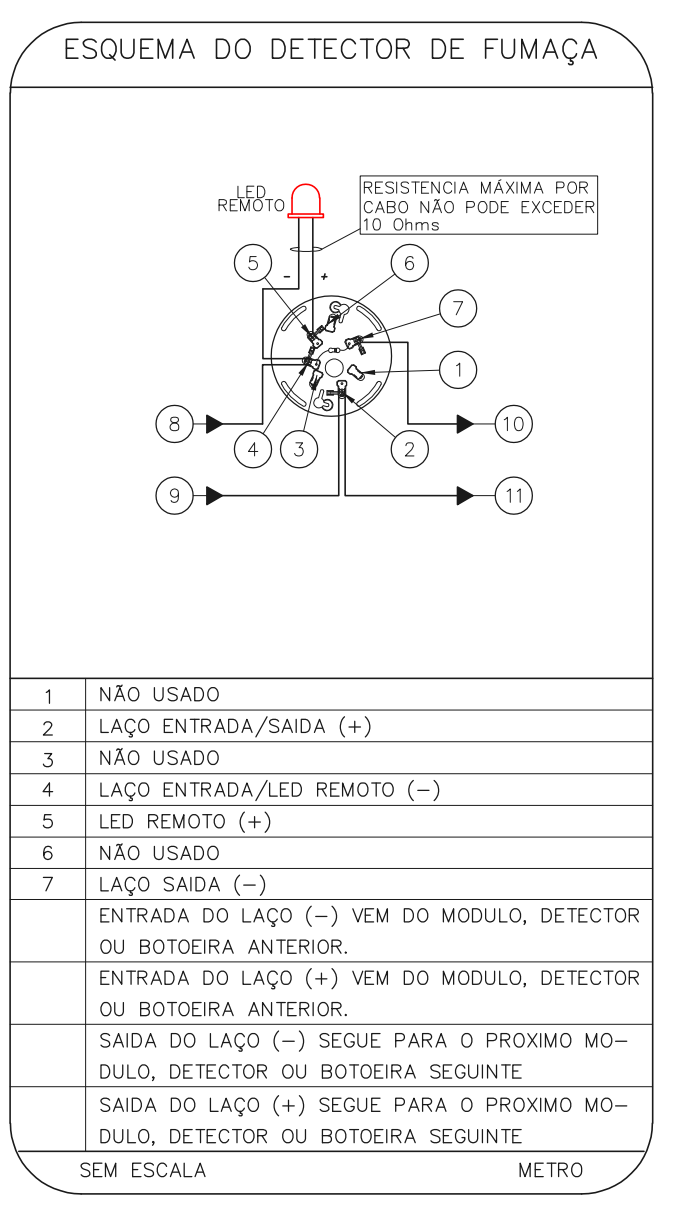 ESQUEMA DO DETECTOR DE FUMAÇA
LED
REMOTO
RESISTENCIA MÁXIMA POR
CABO NÃO PODE EXCEDER
10 Ohms
- +
5
6
7
1
8
4
3
2
10
9
11
1 NÃO USADO
2 LAÇO ENTRADA/SAIDA (+)
3 NÃO USADO
4 LAÇO ENTRADA/LED REMOTO (–)
5 LED REMOTO (+)
6 NÃO USADO
7 LAÇO SAIDA (–)
ENTRADA DO LAÇO (–) VEM DO MODULO, DETECTOR
OU BOTOEIRA ANTERIOR.
ENTRADA DO LAÇO (+) VEM DO MODULO, DETECTOR
OU BOTOEIRA ANTERIOR.
SAIDA DO LAÇO (–) SEGUE PARA O PROXIMO MO–
DULO, DETECTOR OU BOTOEIRA SEGUINTE
SAIDA DO LAÇO (+) SEGUE PARA O PROXIMO MO–
DULO, DETECTOR OU BOTOEIRA SEGUINTE
SEM ESCALA METRO